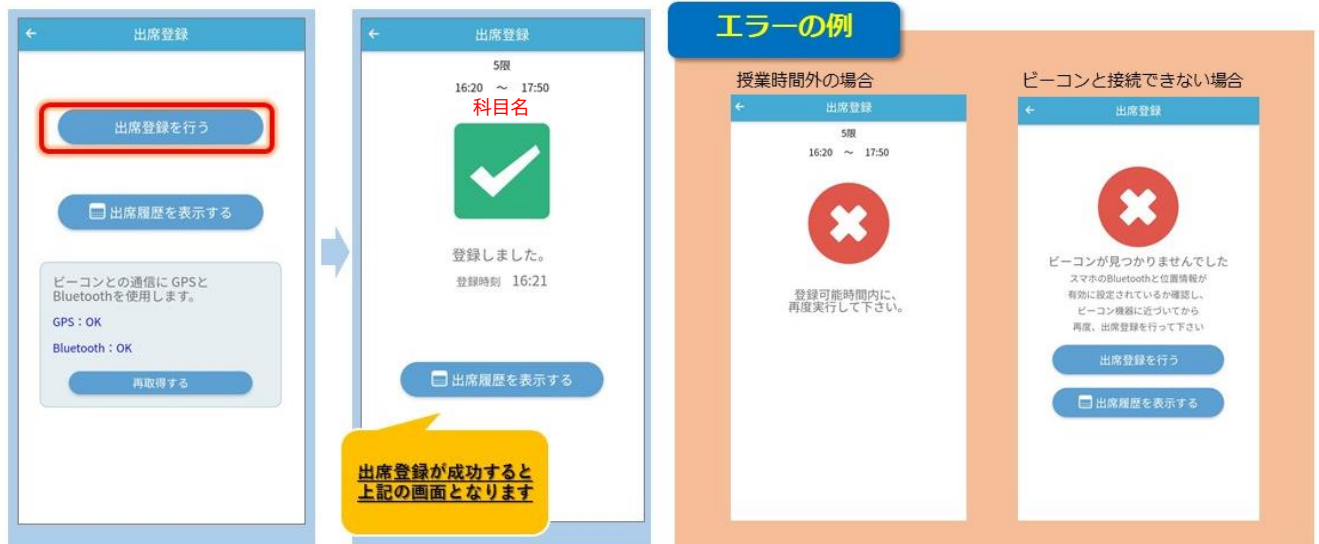 出席登録
出席登録を行う
出席履歴を表示する
ビーコンとの通信に GPSと
Bluetoothを使用します。
GPS：OK
Bluetooth：OK
再取得する
出席登録
5限
16:20 ～ 17:50
科目名
登録しました。
登録時刻 16:21
出席履歴を表示する
出席登録が成功すると
上記の画面となります
エラーの例
授業時間外の場合
出席登録
5限
16:20 ～ 17:50
登録可能時間内に、
再度実行して下さい。
ビーコンと接続できない場合
出席登録
ビーコンが見つかりませんでした
スマホのBluetoothと位置情報が
有効に設定されているか確認し、
ビーコン機器に近づいてから
再度、出席登録を行って下さい
出席登録を行う
出席履歴を表示する